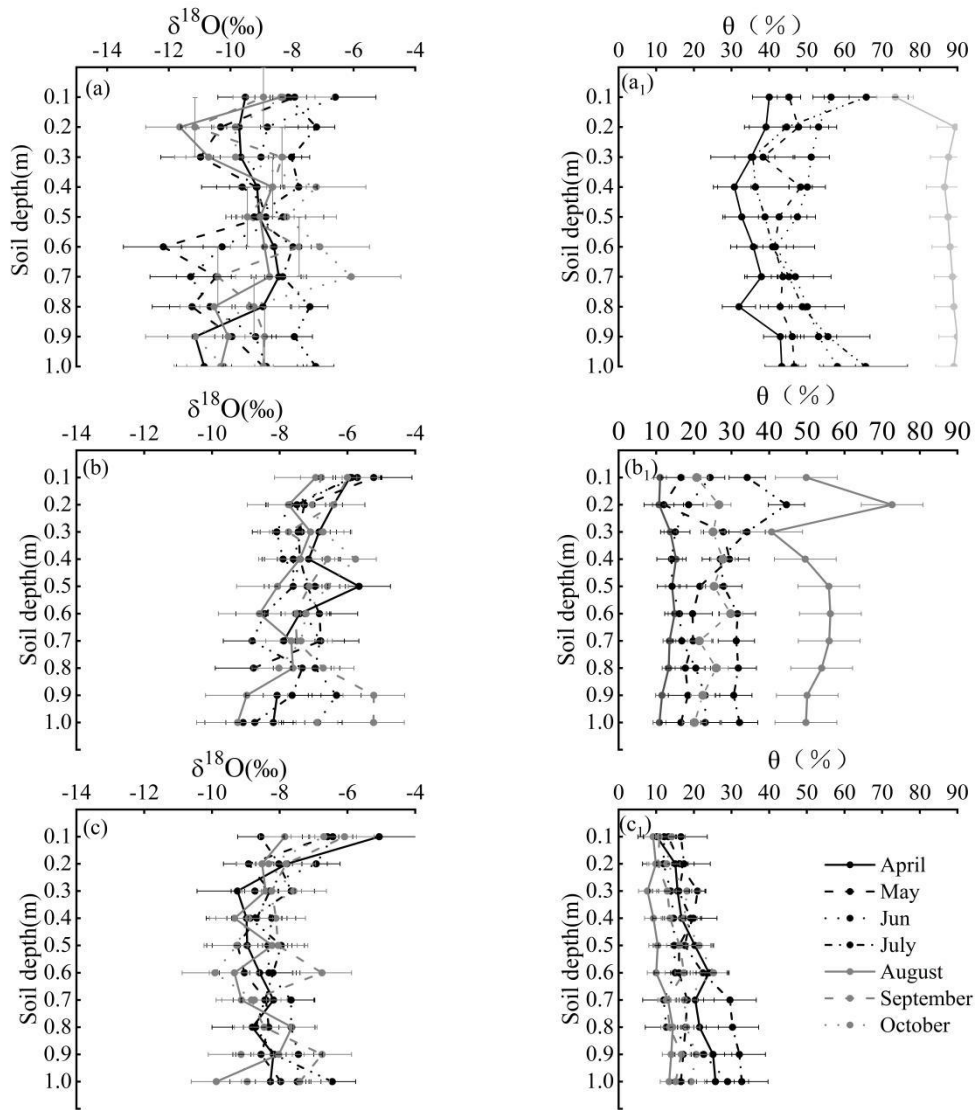 δ18O(‰)
-14 -12 -10 -8 -6 -4
(a)
Soil depth(m)
0.1
0.2
0.3
0.4
0.5
0.6
0.7
0.8
0.9
1.0
θ（%）
0 10 20 30 40 50 60 70 80 90
(a1)
Soil depth(m)
0.1
0.2
0.3
0.4
0.5
0.6
0.7
0.8
0.9
1.0
δ18O(‰)
-14 -12 -10 -8 -6 -4
(b)
Soil depth(m)
0.1
0.2
0.3
0.4
0.5
0.6
0.7
0.8
0.9
1.0
θ（%）
0 10 20 30 40 50 60 70 80 90
(b1)
Soil depth(m)
0.1
0.2
0.3
0.4
0.5
0.6
0.7
0.8
0.9
1.0
δ18O(‰)
-14 -12 -10 -8 -6 -4
(c)
Soil depth(m)
0.1
0.2
0.3
0.4
0.5
0.6
0.7
0.8
0.9
1.0
θ（%）
0 10 20 30 40 50 60 70 80 90
(c1)
Soil depth(m)
0.1
0.2
0.3
0.4
0.5
0.6
0.7
0.8
0.9
1.0
April
May
Jun
July
August
September
October